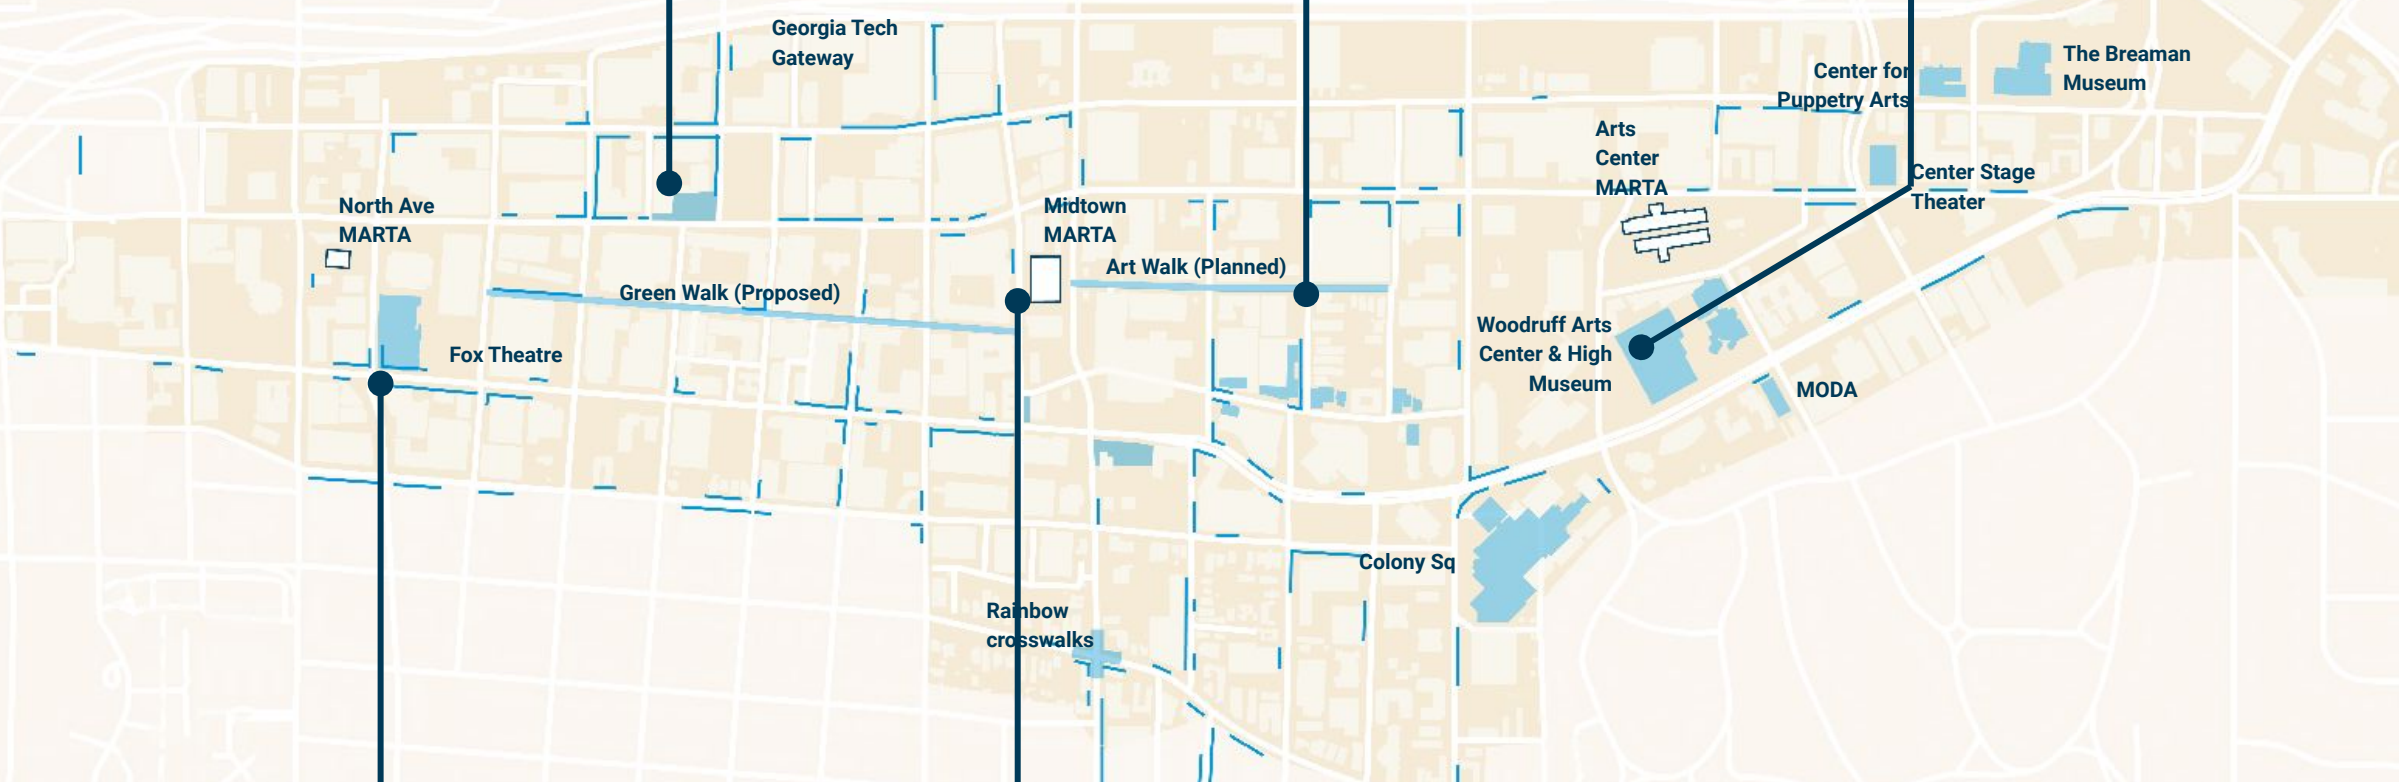 Georgia Tech
Gateway
The Breaman
Museum
Center for
Puppetry Arts
Arts
Center
MARTA
Center Stage
Theater
North Ave
MARTA
Midtown
MARTA
Art Walk (Planned)
Green Walk (Proposed)
Fox Theatre
Woodruff Arts
Center & High
Museum
MODA
Colony Sq
Rainbow
crosswalks